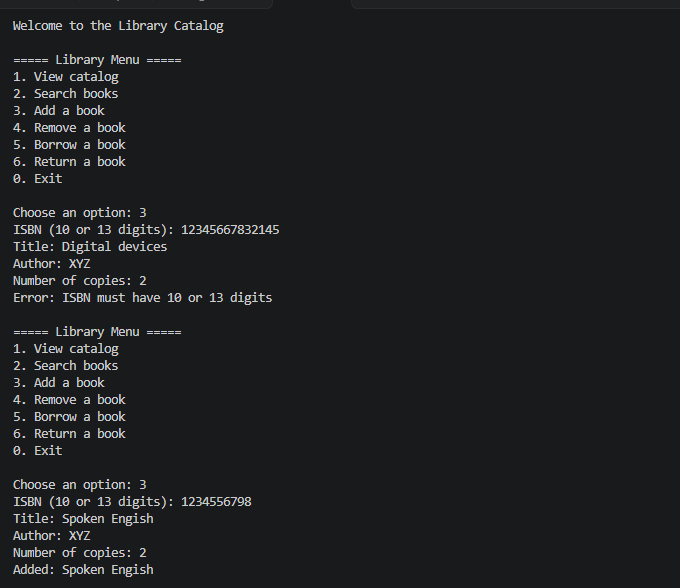 Welcome to the Library Catalog
===== Library Menu =====
1. View catalog
2. Search books
3. Add a book
4. Remove a book
5. Borrow a book
6. Return a book
0. Exit
Choose an option: 3
ISBN (10 or 13 digits): 12345667832145
Title: Digital devices
Author: XYZ
Number of copies: 2
Error: ISBN must have 10 or 13 digits
===== Library Menu =====
1. View catalog
2. Search books
3. Add a book
4. Remove a book
5. Borrow a book
6. Return a book
0. Exit
Choose an option: 3
ISBN (10 or 13 digits): 1234556798
Title: Spoken Engish
Author: XYZ
Number of copies: 2
Added: Spoken Engish